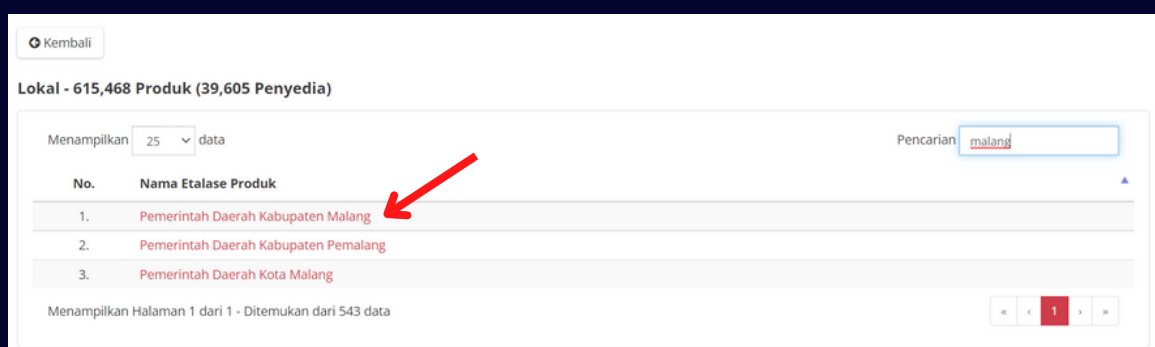 Kembali
Lokal - 615,468 Produk (39,605 Penyedia)
Menampilkan 25 data Pencarian malang
No. Nama Etalase Produk
1. Pemerintah Daerah Kabupaten Malang
2. Pemerintah Daerah Kabupaten Pemalang
3. Pemerintah Daerah Kota Malang
Menampilkan Halaman 1 dari 1 - Ditemukan dari 543 data « ‹ 1 › »